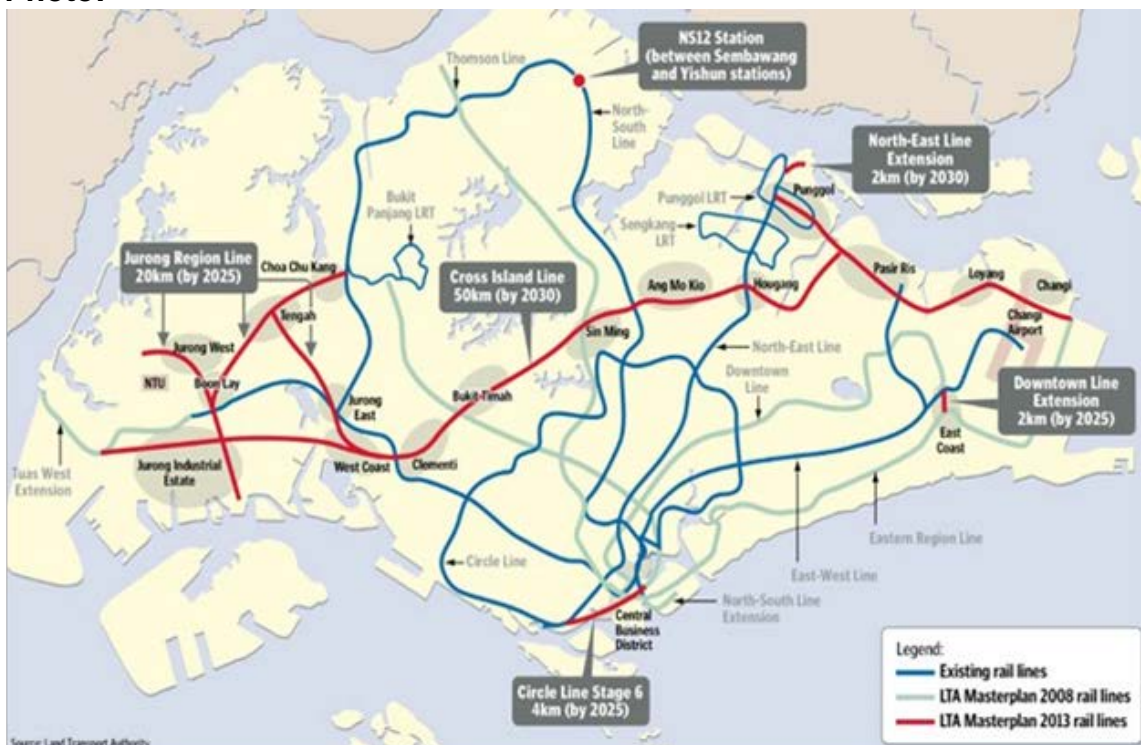 NS12 Station
(between Sembawang
and Yishun stations)
Thomson Line
North-
South
Line
North-East Line
Extension
2km (by 2030)
Punggol
Punggol LRT
Sengkang
LRT
Bukit
Panjang LRT
Jurong Region Line
20km (by 2025)
Choa Chu Kang
Cross Island Line
50km (by 2030)
Ang Mo Kio
Hougang
Pasir Ris
Loyang
Changi
Changi
Airport
Tengah
Sin Ming
Jurong West
NTU
Boon Lay
North-East Line
Downtown
Line
Downtown Line
Extension
2km (by 2025)
Bukit Timah
Jurong
East
East
Coast
Tuas West
Extension
Jurong Industrial
Estate
West Coast
Clementi
Eastern Region Line
Circle Line
East-West Line
North-South Line
Extension
Central
Business
District
Circle Line Stage 6
4km (by 2025)
Legend:
Existing rail lines
LTA Masterplan 2008 rail lines
LTA Masterplan 2013 rail lines
Source: Land Transport Authority